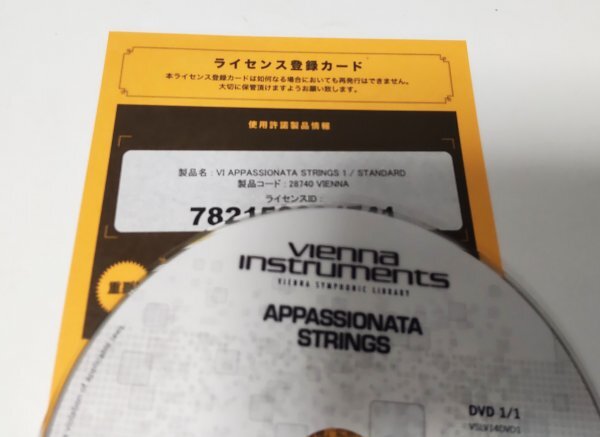 ライセンス登録カード
本ライセンス登録カードは如何なる場合においても再発行はできません。
大切に保管頂けますようお願い致します。
使用許諾製品情報
製品名 : VI APPASSIONATA STRINGS 1 / STANDARD
製品コード : 28740 VIENNA
ライセンスID :
vienna
instruments
VIENNA SYMPHONIC LIBRARY
APPASSIONATA
STRINGS
DVD 1/1
VSLV14DVD1